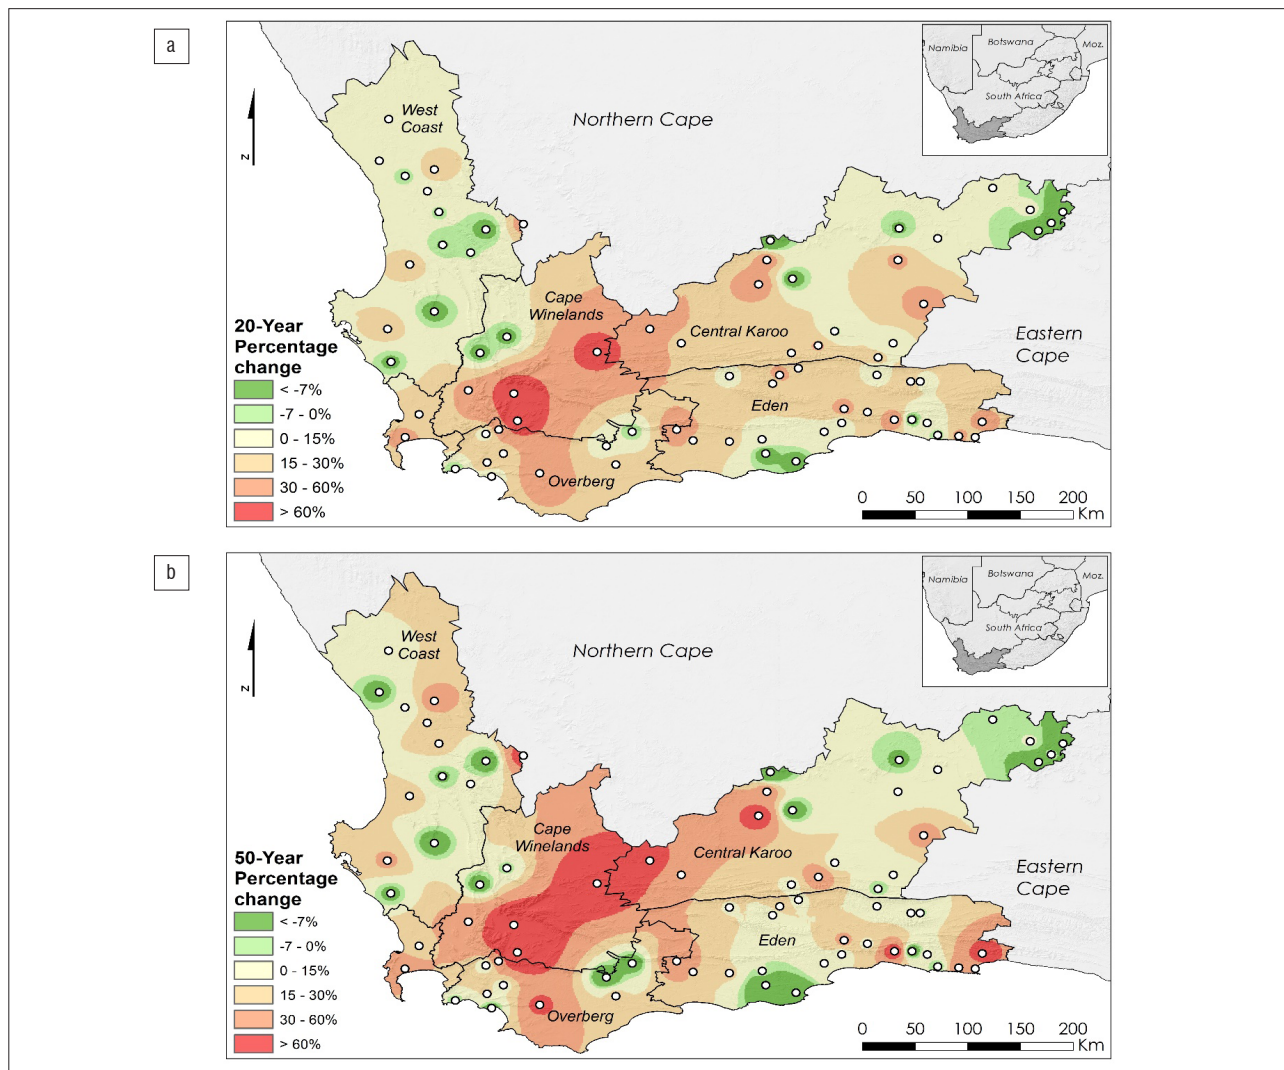 a
Namibia
Botswana
Moz.
South Africa
N
West
Coast
Northern Cape
Cape
Winelands
Central Karoo
Eastern
Cape
Eden
Overberg
20-Year
Percentage
change
< -7%
-7 - 0%
0 - 15%
15 - 30%
30 - 60%
> 60%
0 50 100 150 200
Km
b
Namibia
Botswana
Moz.
South Africa
N
West
Coast
Northern Cape
Cape
Winelands
Central Karoo
Eastern
Cape
Eden
Overberg
50-Year
Percentage
change
< -7%
-7 - 0%
0 - 15%
15 - 30%
30 - 60%
> 60%
0 50 100 150 200
Km